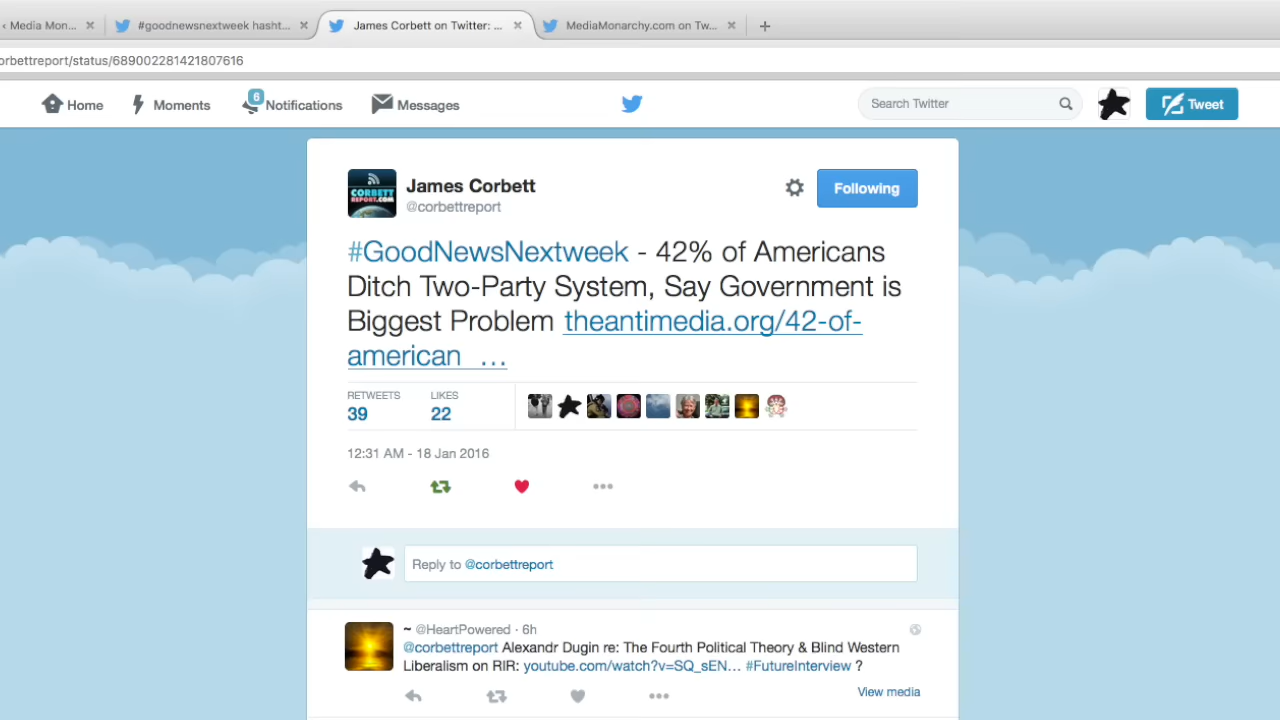 ‹ Media Mon...
#goodnewsnextweek hasht...
James Corbett on Twitter: ...
MediaMonarchy.com on Tw...
orbettreport/status/689002281421807616
Home
Moments
6
Notifications
Messages
Search Twitter
Tweet
CORBETT
REPORT.COM
James Corbett
@corbettreport
Following
#GoodNewsNextweek - 42% of Americans
Ditch Two-Party System, Say Government is
Biggest Problem theantimedia.org/42-of-
american …
RETWEETS
39
LIKES
22
12:31 AM - 18 Jan 2016
Reply to @corbettreport
~ @HeartPowered · 6h
@corbettreport Alexandr Dugin re: The Fourth Political Theory & Blind Western
Liberalism on RIR: youtube.com/watch?v=SQ_sEN… #FutureInterview ?
View media